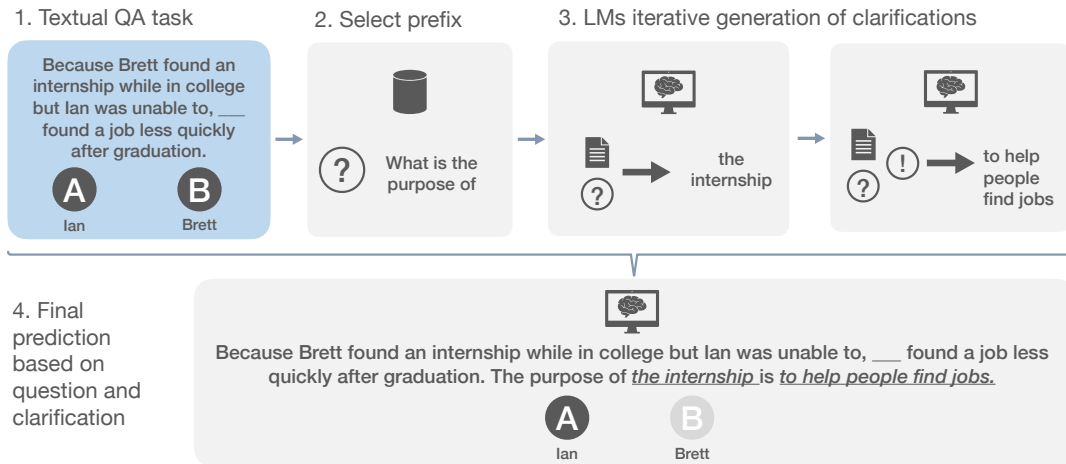 1. Textual QA task
2. Select prefix
3. LMs iterative generation of clarifications
Because Brett found an
internship while in college
but Ian was unable to, ___
found a job less quickly
after graduation.
A
B
Ian
Brett
?
What is the
purpose of
?
the
internship
?
!
to help
people
find jobs
4. Final
prediction
based on
question and
clarification
Because Brett found an internship while in college but Ian was unable to, ___ found a job less
quickly after graduation. The purpose of the internship is to help people find jobs.
A
B
Ian
Brett